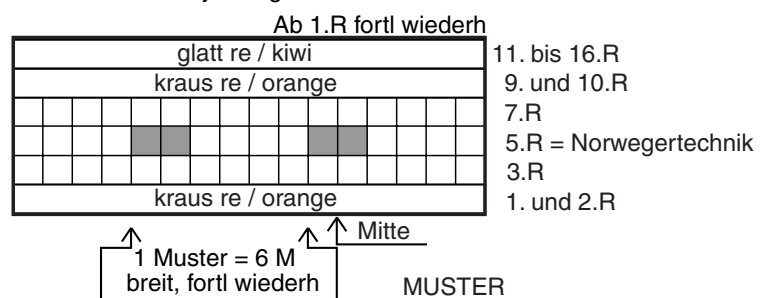 Ab 1.R fortl wiederh
glatt re / kiwi 11. bis 16.R
kraus re / orange 9. und 10.R
7.R
5.R = Norwegertechnik
3.R
kraus re / orange 1. und 2.R
Mitte
1 Muster = 6 M
breit, fortl wiederh
MUSTER